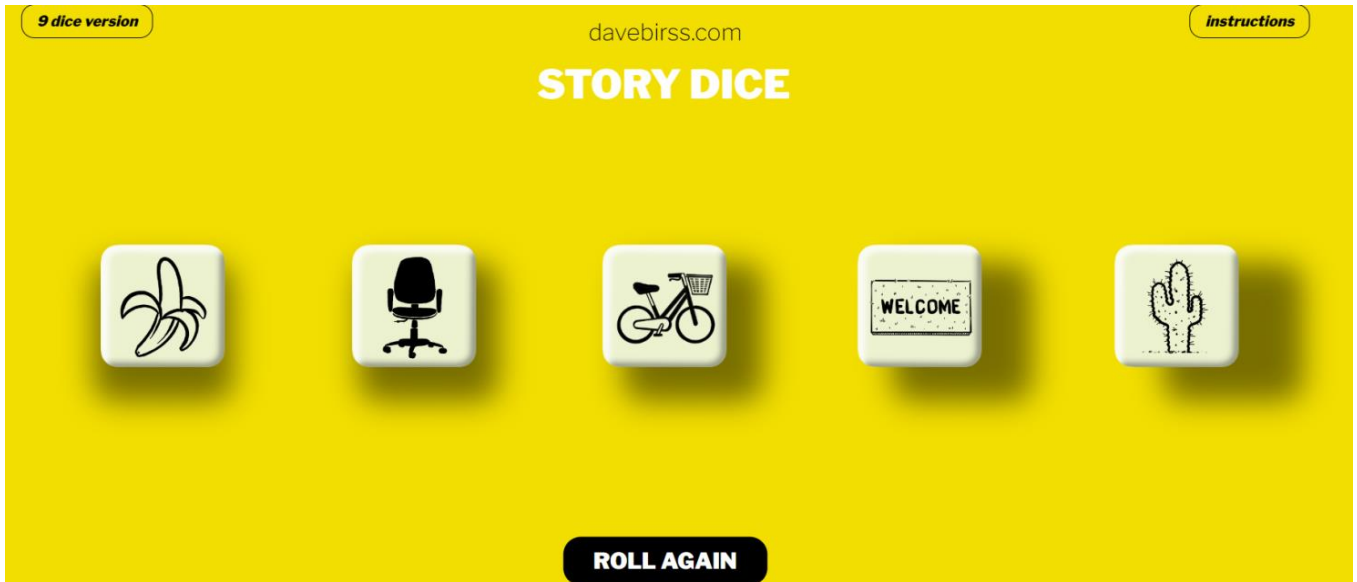 9 dice version
instructions
davebirss.com
STORY DICE
WELCOME
ROLL AGAIN